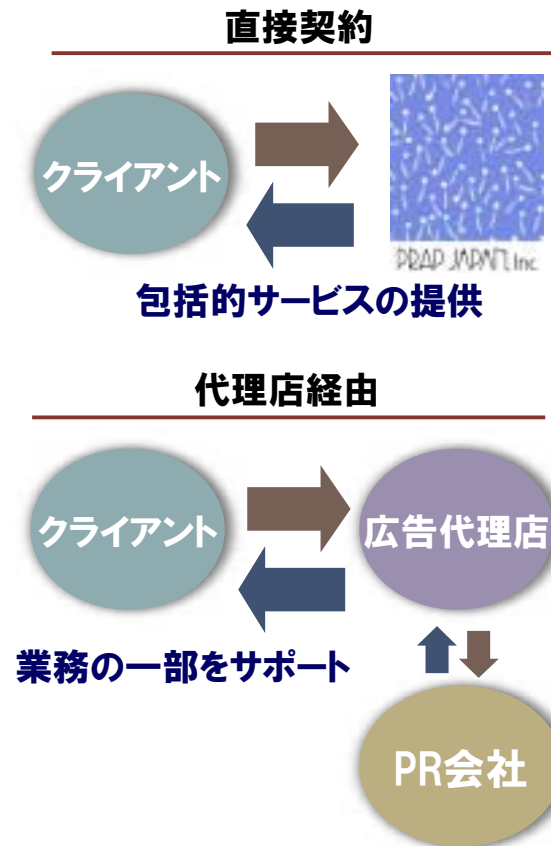 直接契約
クライアント
PRAP JAPAN Inc
包括的サービスの提供
代理店経由
クライアント
広告代理店
業務の一部をサポート
PR会社